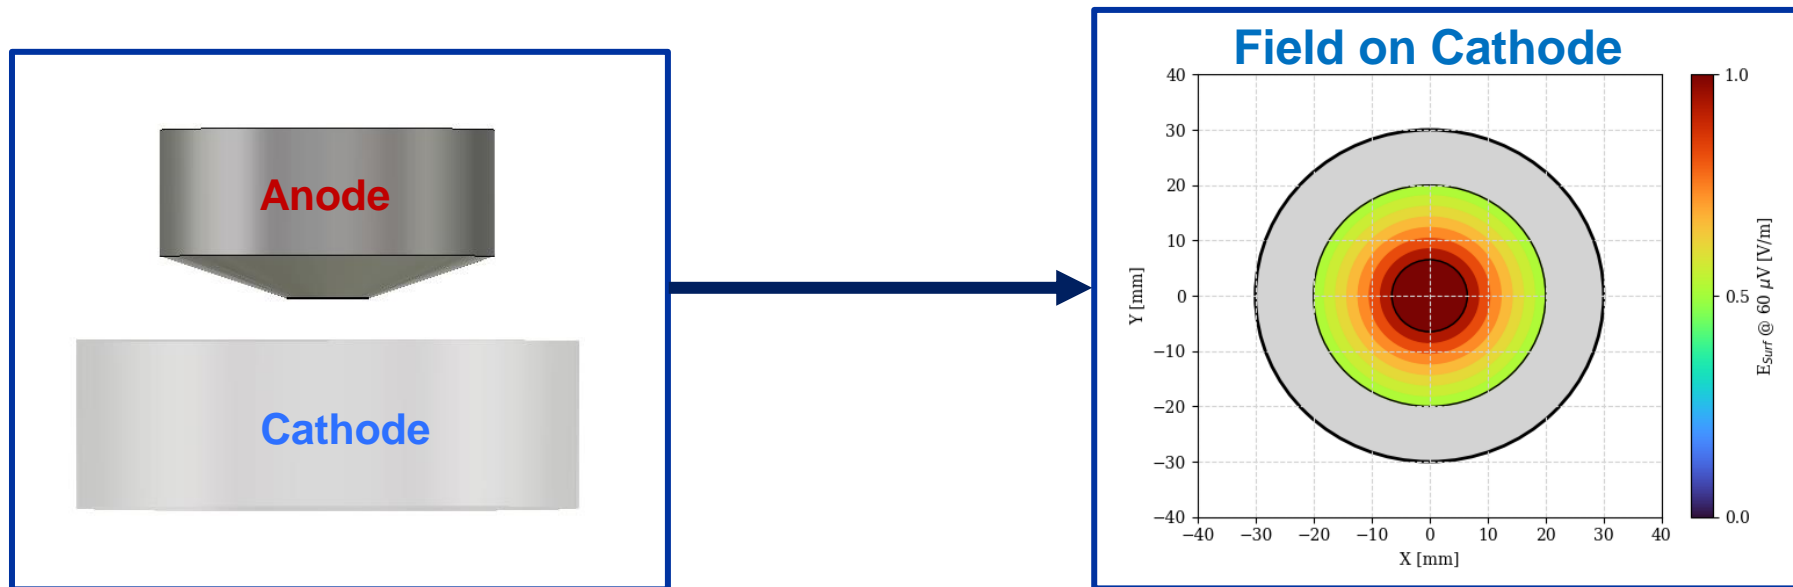 Anode
Cathode
Field on Cathode
40
30
20
10
0
−10
−20
−30
−40
Y [mm]
−40 −30 −20 −10 0 10 20 30 40
X [mm]
1.0
0.5
0.0
E_Surf @ 60 μV [V/m]